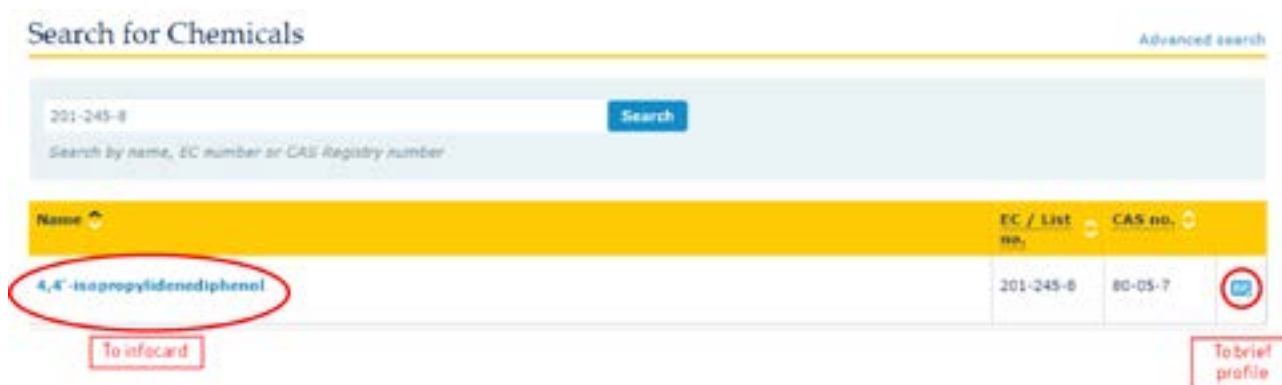 Search for Chemicals
Advanced search
201-245-8
Search
Search by name, EC number or CAS Registry number
Name
EC / List no.
CAS no.
4,4'-isopropylidenediphenol
201-245-8
80-05-7
To infocard
To brief
profile